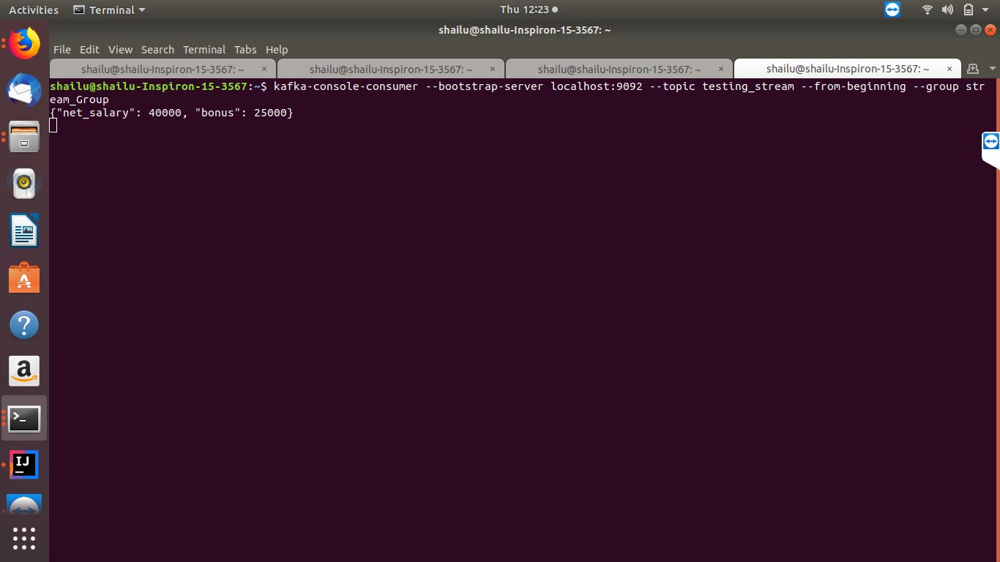 Activities Terminal Thu 12:23
shailu@shailu-Inspiron-15-3567: ~
File Edit View Search Terminal Tabs Help
shailu@shailu-Inspiron-15-3567: ~ × shailu@shailu-Inspiron-15-3567: ~ × shailu@shailu-Inspiron-15-3567: ~ × shailu@shailu-Inspiron-15-3567: ~ ×
shailu@shailu-Inspiron-15-3567:~$ kafka-console-consumer --bootstrap-server localhost:9092 --topic testing_stream --from-beginning --group str
eam_Group
{"net_salary": 40000, "bonus": 25000}
A
?
a
>_
IJ